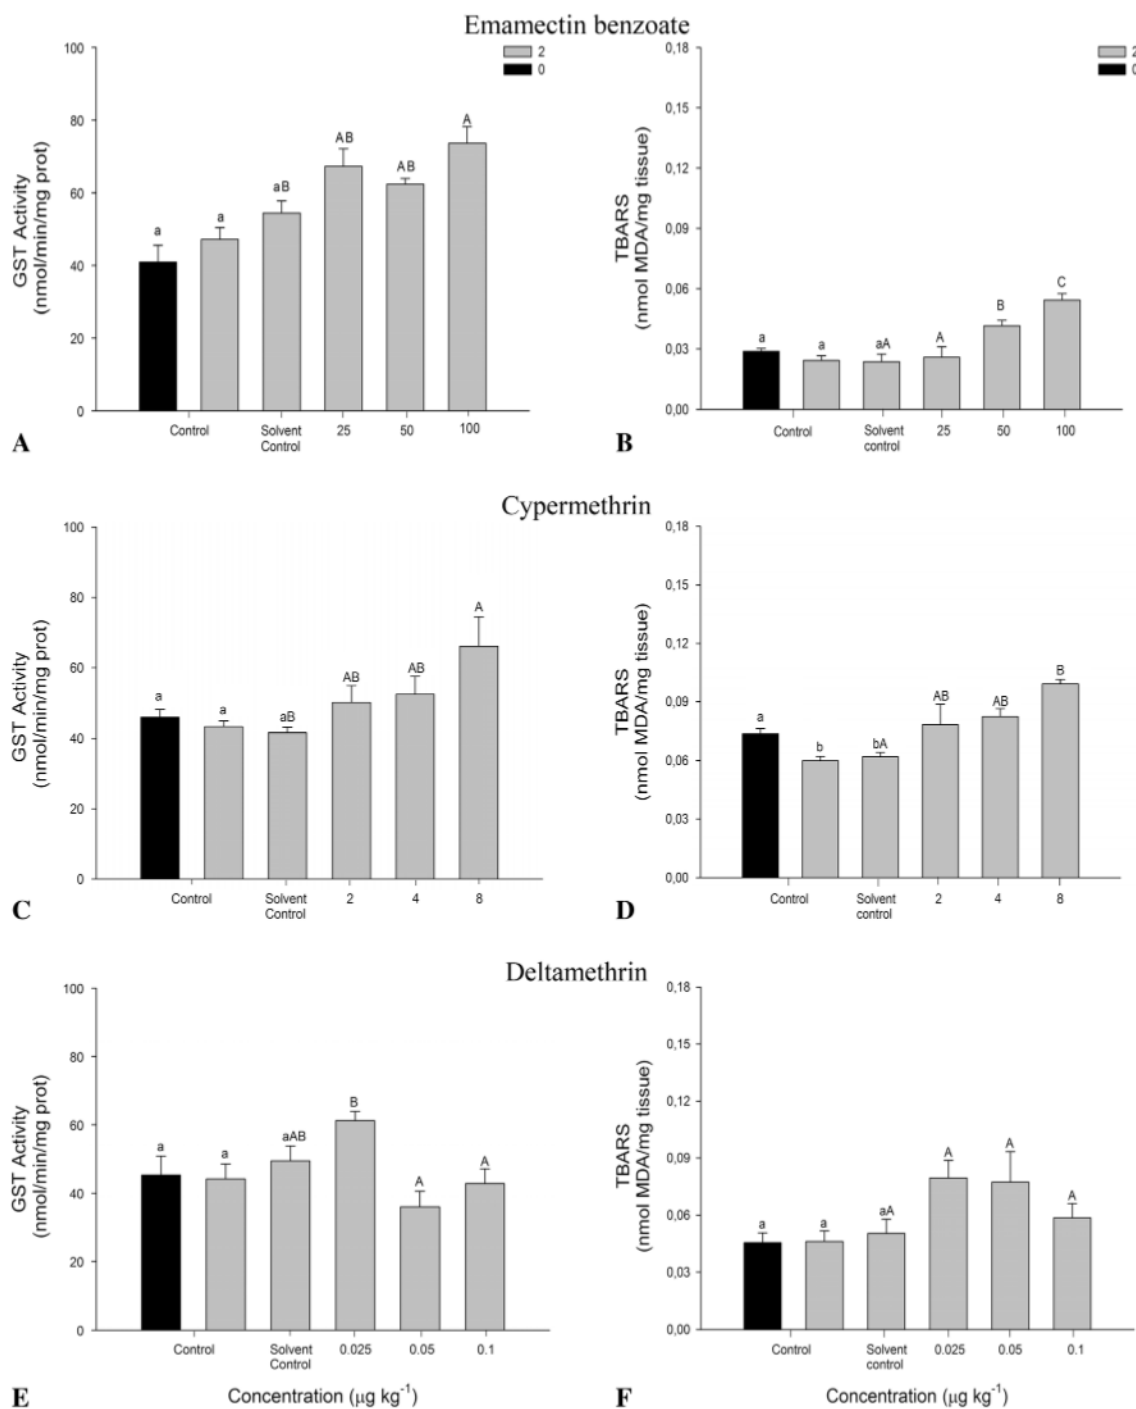 Emamectin benzoate
100
80
60
40
20
0
GST Activity
(nmol/min/mg prot)
2
0
a
a
aB
AB
AB
A
Control
Solvent
Control
25
50
100
A
0,18
0,15
0,12
0,09
0,06
0,03
0,00
TBARS
(nmol MDA/mg tissue)
2
0
a
a
aA
A
B
C
Control
Solvent
control
25
50
100
B
Cypermethrin
100
80
60
40
20
0
GST Activity
(nmol/min/mg prot)
a
a
aB
AB
AB
A
Control
Solvent
Control
2
4
8
C
0,18
0,15
0,12
0,09
0,06
0,03
0,00
TBARS
(nmol MDA/mg tissue)
a
b
bA
AB
AB
B
Control
Solvent
control
2
4
8
D
Deltamethrin
100
80
60
40
20
0
GST Activity
(nmol/min/mg prot)
a
a
aAB
B
A
A
Control
Solvent
Control
0.025
0.05
0.1
E
Concentration (µg kg⁻¹)
0,18
0,15
0,12
0,09
0,06
0,03
0,00
TBARS
(nmol MDA/mg tissue)
a
a
aA
A
A
A
Control
Solvent
control
0.025
0.05
0.1
F
Concentration (µg kg⁻¹)